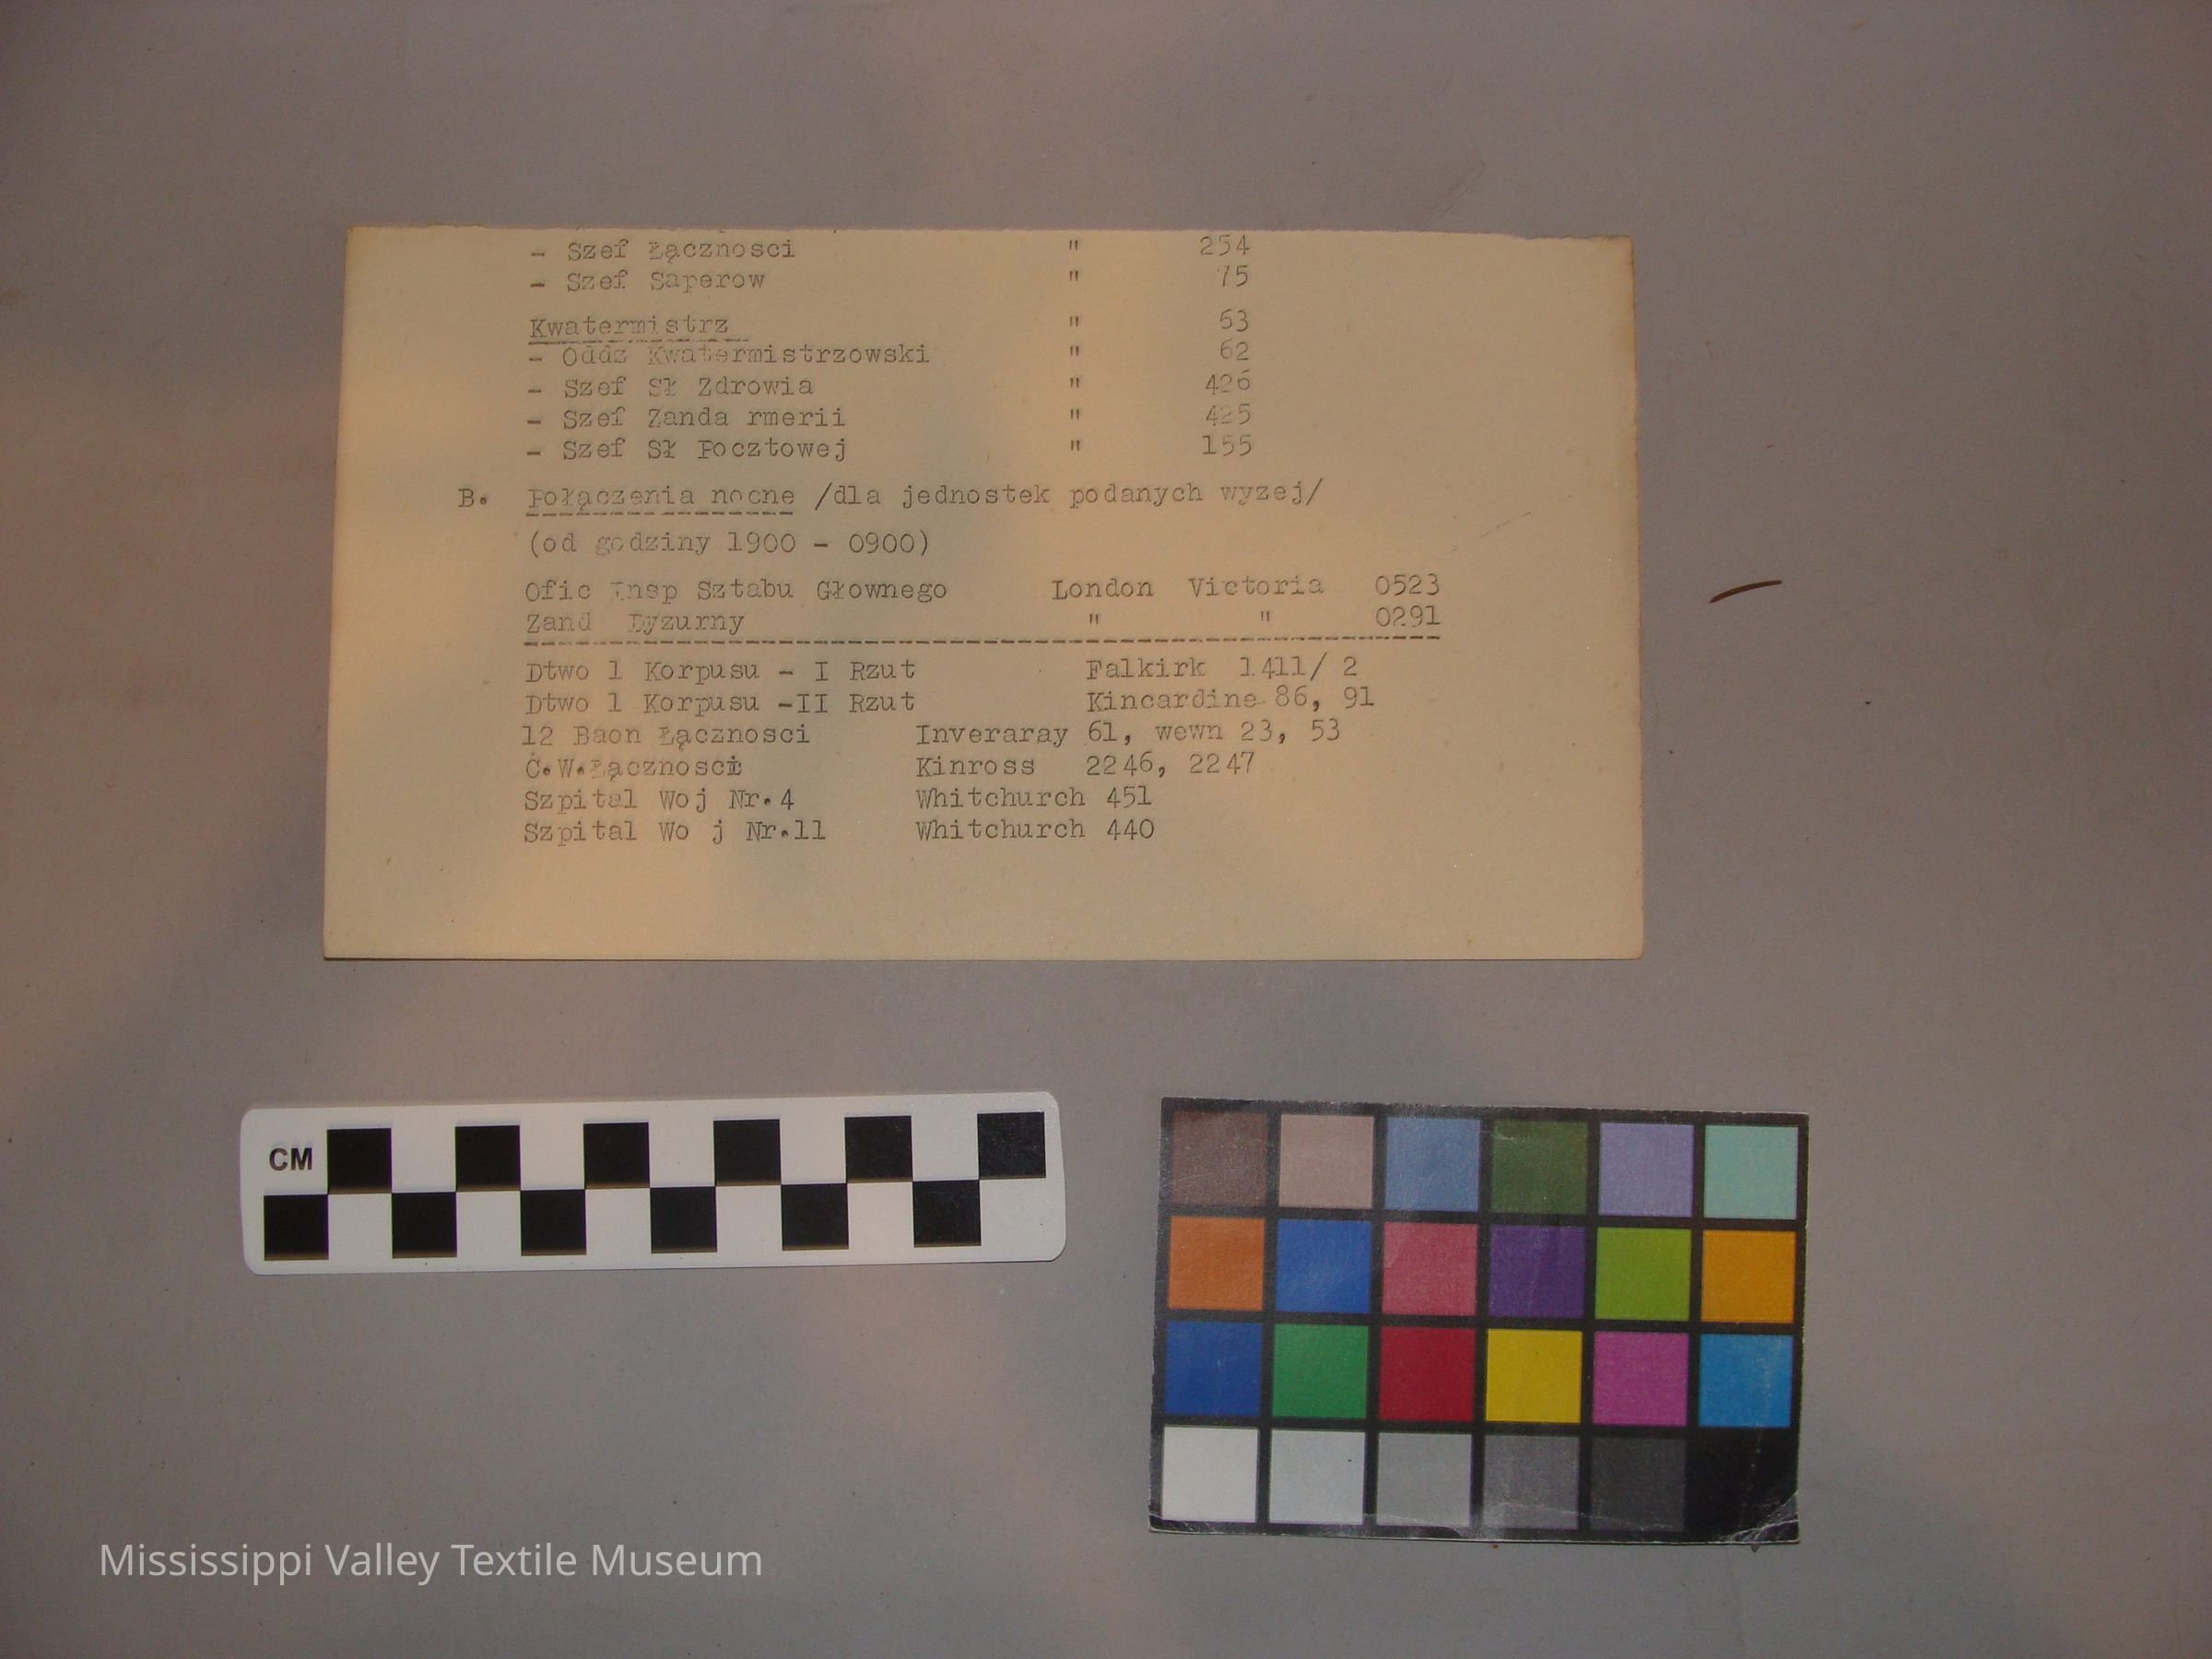 - Szef Łącznosci " 254
- Szef Saperow " 75
Kwatermistrz " 63
- Oddz Kwatermistrzowski " 62
- Szef Sł Zdrowia " 426
- Szef Zanda rmerii " 425
- Szef Sł Pocztowej " 155
B. Połączenia nocne /dla jednostek podanych wyzej/
(od godziny 1900 - 0900)
Ofic Insp Sztabu Głownego London Victoria 0523
Zand Dyzurny " " 0291
Dtwo 1 Korpusu - I Rzut Falkirk 1411/ 2
Dtwo 1 Korpusu -II Rzut Kincardine 86, 91
12 Baon Łącznosci Inveraray 61, wewn 23, 53
C.W.Łącznosci Kinross 2246, 2247
Szpital Woj Nr.4 Whitchurch 451
Szpital Wo j Nr.11 Whitchurch 440
CM
Mississippi Valley Textile Museum